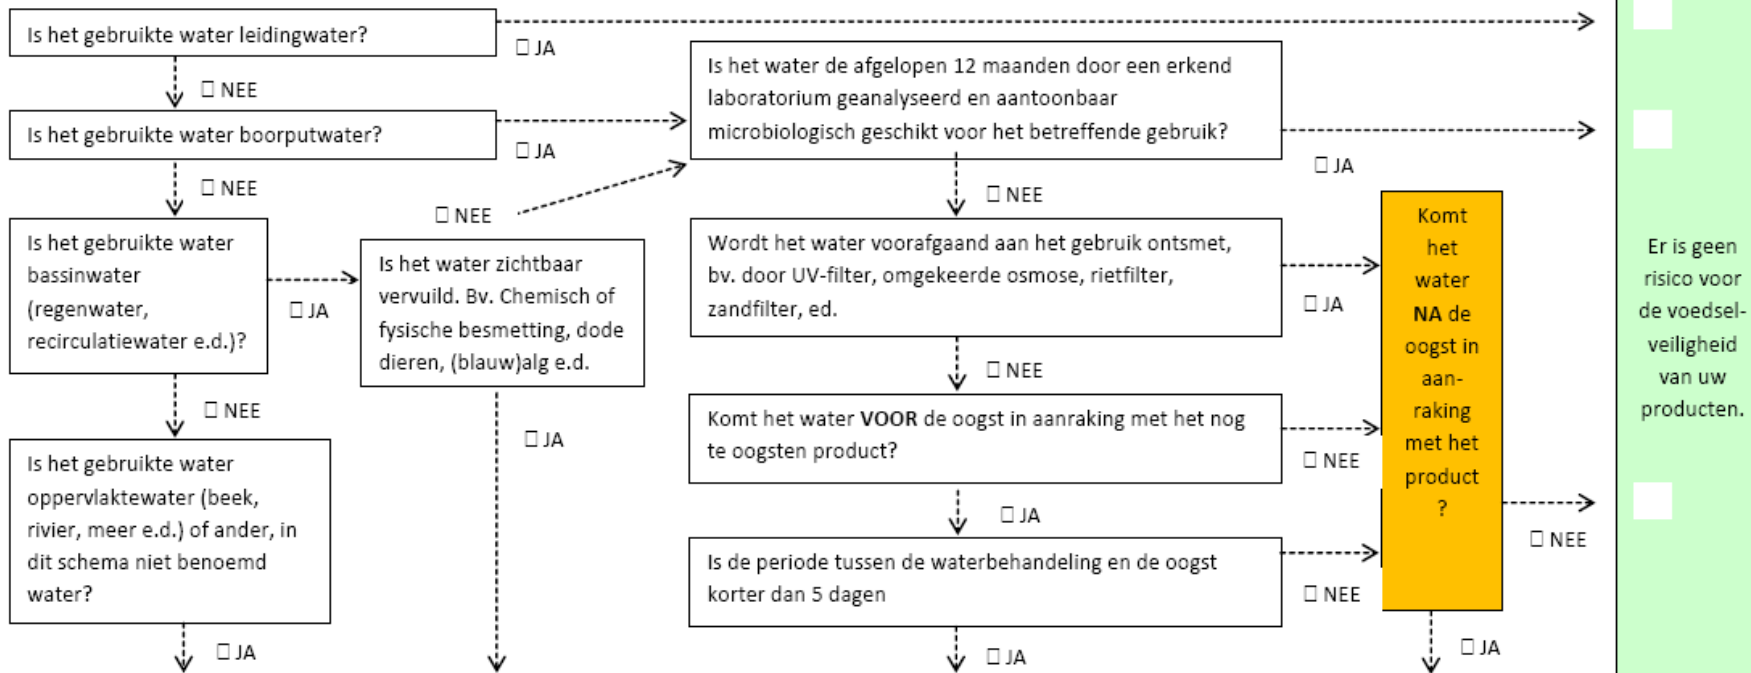 Is het gebruikte water leidingwater?
□ JA
□ NEE
Is het gebruikte water boorputwater?
□ JA
□ NEE
Is het gebruikte water
bassinwater
(regenwater,
recirculatiewater e.d.)?
□ JA
□ NEE
Is het gebruikte water
oppervlaktewater (beek,
rivier, meer e.d.) of ander, in
dit schema niet benoemd
water?
□ JA
□ NEE
Is het water zichtbaar
vervuild. Bv. Chemisch of
fysische besmetting, dode
dieren, (blauw)alg e.d.
□ JA
Is het water de afgelopen 12 maanden door een erkend
laboratorium geanalyseerd en aantoonbaar
microbiologisch geschikt voor het betreffende gebruik?
□ JA
□ NEE
Wordt het water voorafgaand aan het gebruik ontsmet,
bv. door UV-filter, omgekeerde osmose, rietfilter,
zandfilter, ed.
□ JA
□ NEE
Komt het water VOOR de oogst in aanraking met het nog
te oogsten product?
□ NEE
□ JA
Is de periode tussen de waterbehandeling en de oogst
korter dan 5 dagen
□ NEE
□ JA
Komt
het
water
NA de
oogst in
aan-
raking
met het
product
?
□ NEE
□ JA
Er is geen
risico voor
de voedsel-
veiligheid
van uw
producten.